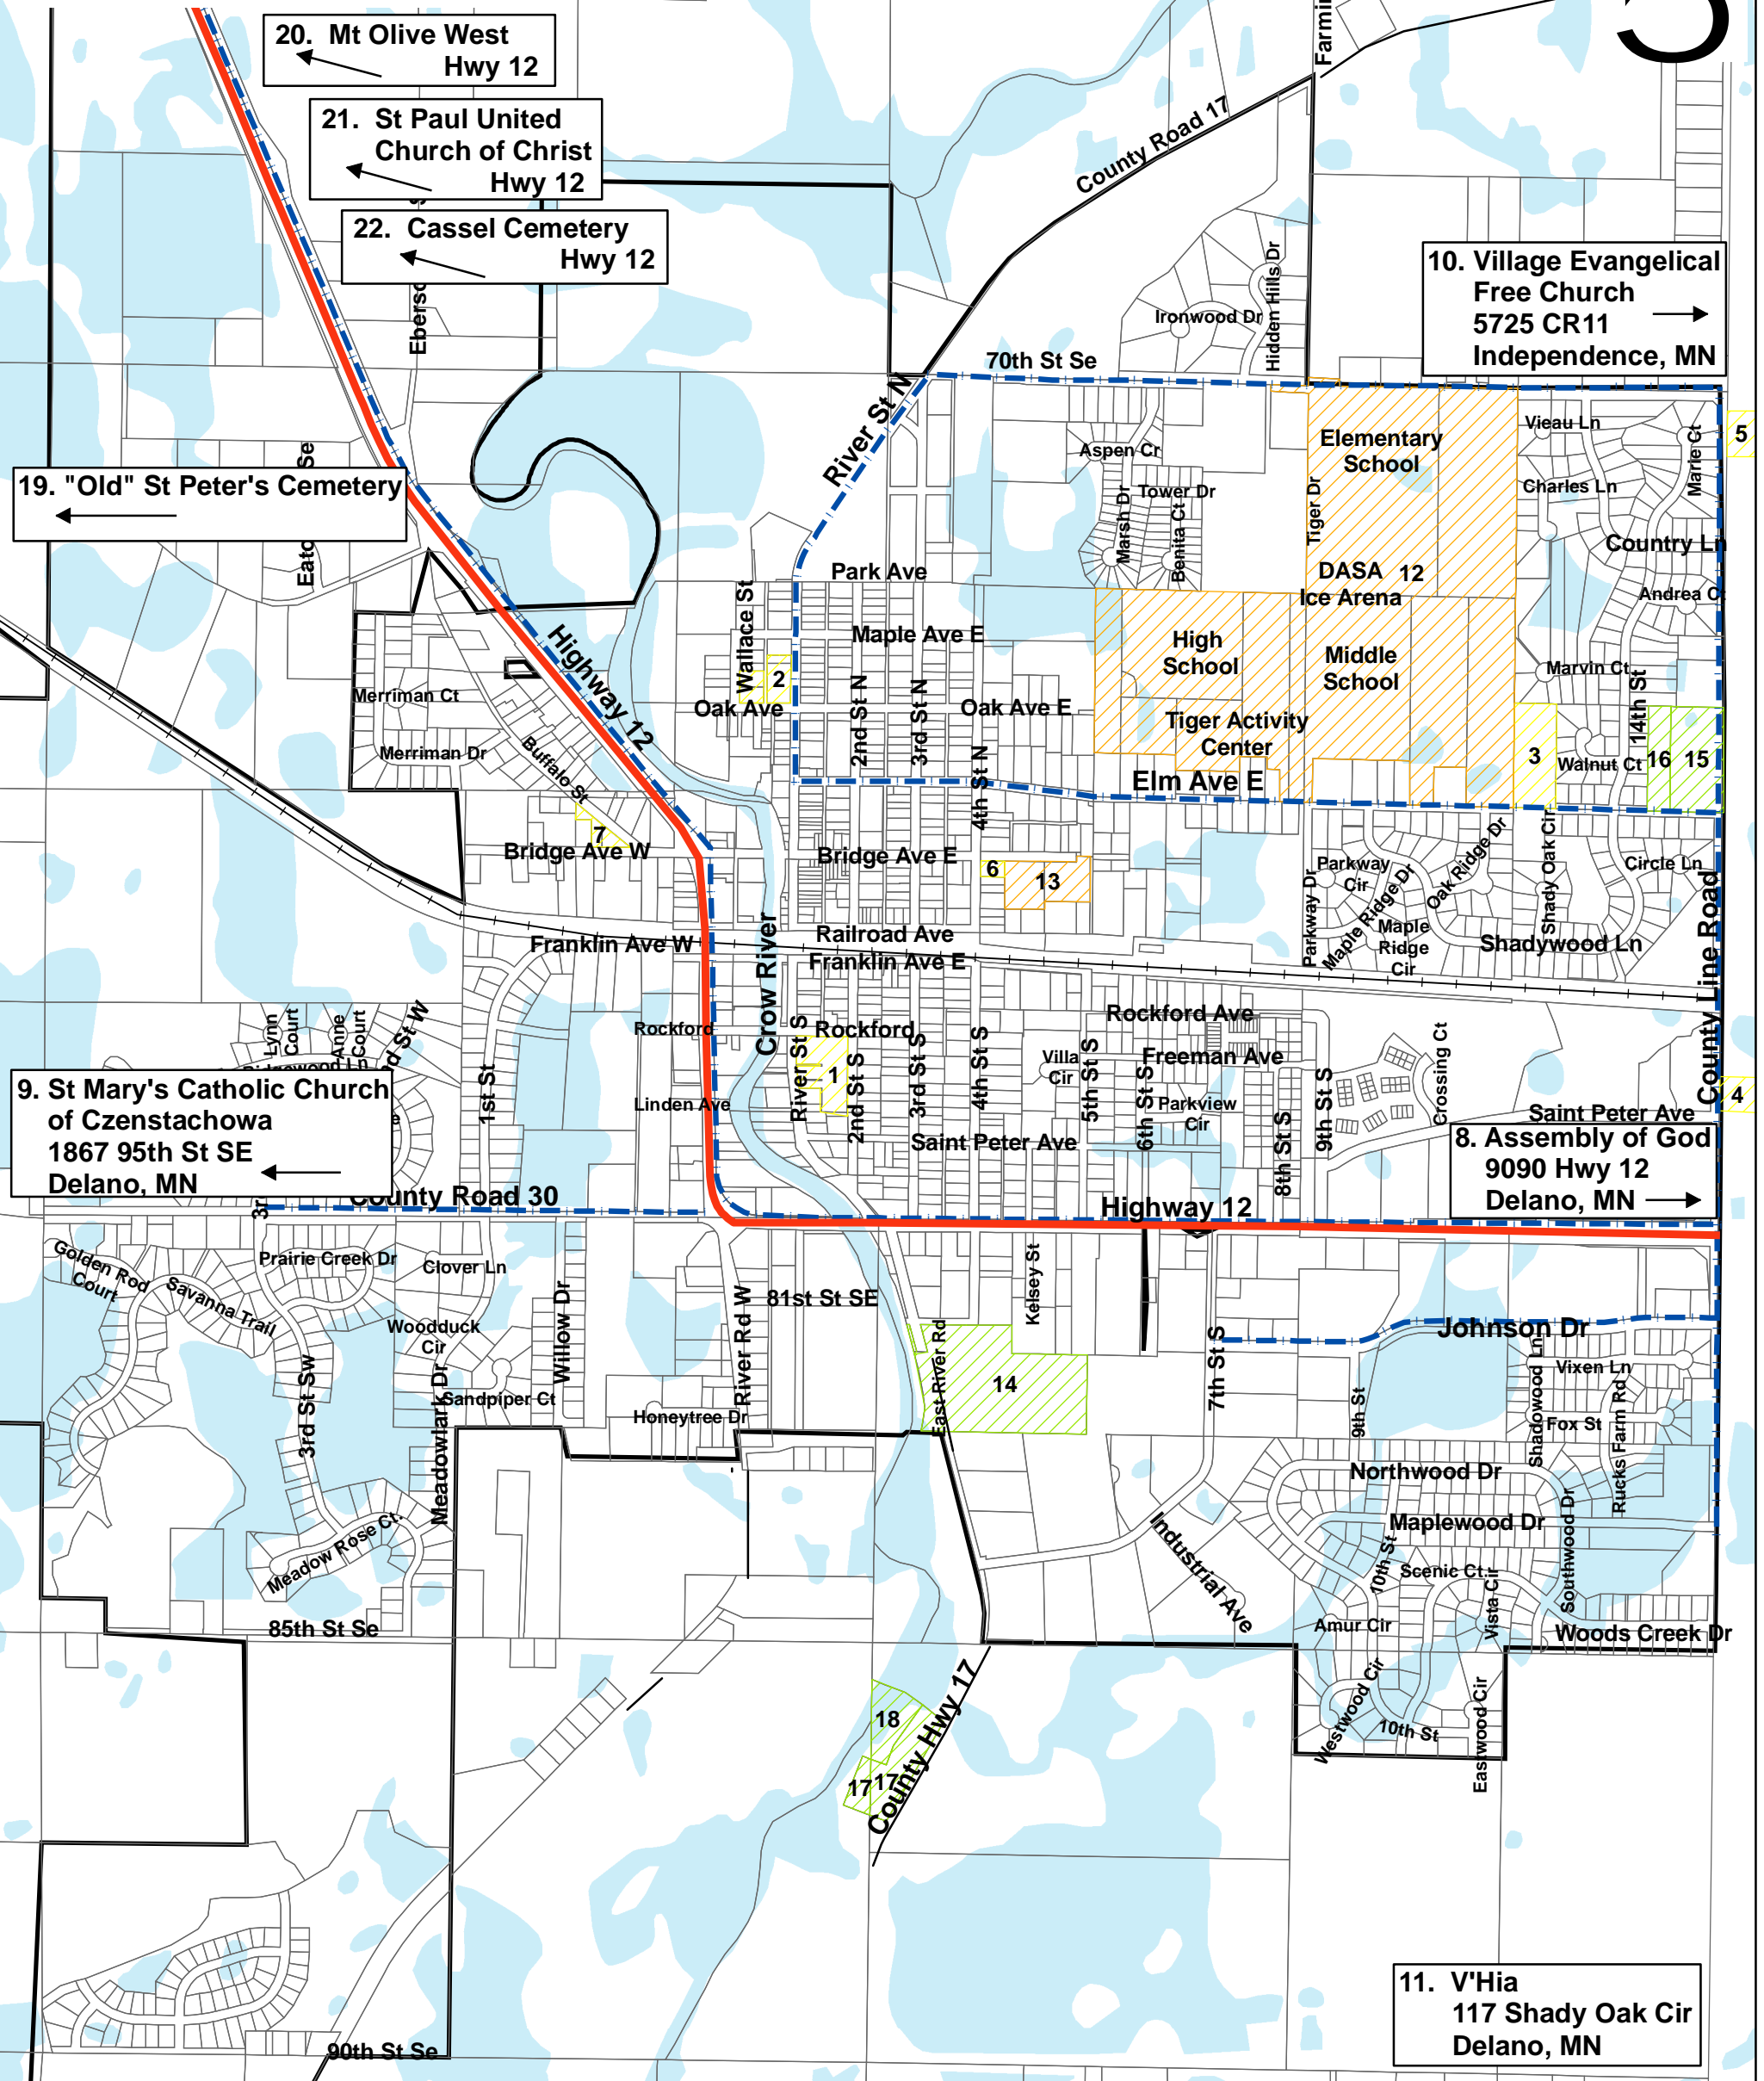 5
20. Mt Olive West
Hwy 12
21. St Paul United
Church of Christ
Hwy 12
22. Cassel Cemetery
Hwy 12
County Road 17
10. Village Evangelical
Free Church
5725 CR11
Independence, MN
Hidden Hills Dr
Ironwood Dr
70th St Se
River St N
19. "Old" St Peter's Cemetery
Elementary
School
Vieau Ln
Marie Ct
5
Aspen Cr
Tower Dr
Marsh Dr
Benita Ct
Tiger Dr
Charles Ln
Country Ln
Park Ave
DASA 12
Ice Arena
Wallace St
Maple Ave E
High
School
Middle
School
Marvin Ct
14th St
Highway 12
Merriman Ct
Merriman Dr
Buffalo St
2
Oak Ave
2nd St N
3rd St N
Oak Ave E
4th St N
Tiger Activity
Center
Elm Ave E
3
Walnut Ct
16
15
7
Bridge Ave W
Bridge Ave E
6
13
Parkway
Cir
Parkway Dr
Maple Ridge Dr
Oak Ridge Dr
Maple
Ridge
Cir
Shady Oak Cir
Circle Ln
Shadywood Ln
County Line Road
Railroad Ave
Franklin Ave W
Franklin Ave E
Crow River
Lynn
Court
Anne
Court
1st St
Rockford
Rockford
Rockford Ave
Freeman Ave
Villa
Cir
River St S
1
2nd St S
3rd St S
4th St S
5th St S
6th St S
Parkview
Cir
8th St S
9th St S
Crossing Ct
Linden Ave
Saint Peter Ave
Saint Peter Ave
4
9. St Mary's Catholic Church
of Czenstachowa
1867 95th St SE
Delano, MN
8. Assembly of God
9090 Hwy 12
Delano, MN
County Road 30
Highway 12
Golden Rod
Court
Savanna Trail
Prairie Creek Dr
Clover Ln
Woodduck
Cir
Willow Dr
81st St SE
River Rd W
Kelsey St
East River Rd
14
7th St S
Johnson Dr
Vixen Ln
Shadowood Ln
Fox St
Rucks Farm Rd
9th St
3rd St Sw
Meadowlark Dr
Sandpiper Ct
Honeytree Dr
Northwood Dr
Maplewood Dr
Southwood Dr
Meadow Rose Ct.
Industrial Ave
10th St
Scenic Ct.
Vista Cir
Amur Cir
Woods Creek Dr
85th St Se
Westwood Cir
10th St
Eastwood Cir
18
17
17
County Hwy 17
11. V'Hia
117 Shady Oak Cir
Delano, MN
90th St Se